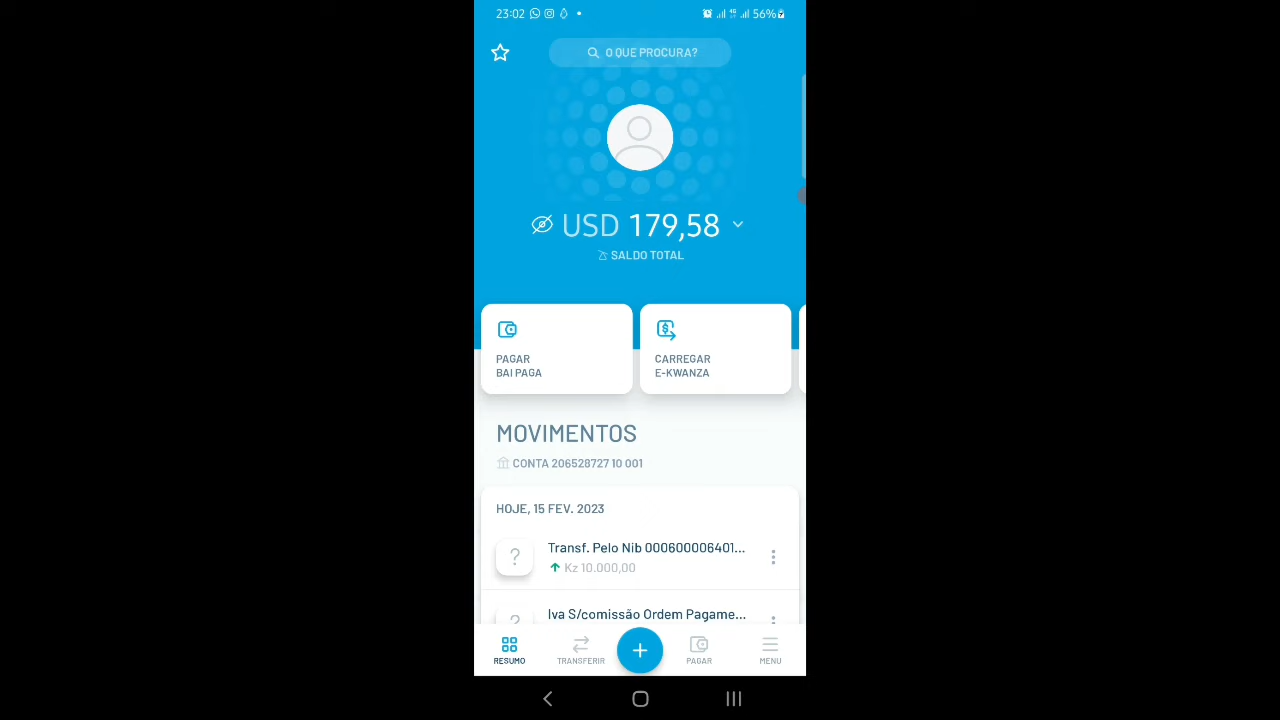 23:02 56%
O QUE PROCURA?
USD 179,58
SALDO TOTAL
PAGAR
BAI PAGA
CARREGAR
E-KWANZA
MOVIMENTOS
CONTA 206528727 10 001
HOJE, 15 FEV. 2023
Transf. Pelo Nib 000600006401...
Kz 10.000,00
Iva S/comissão Ordem Pagame...
RESUMO TRANSFERIR PAGAR MENU